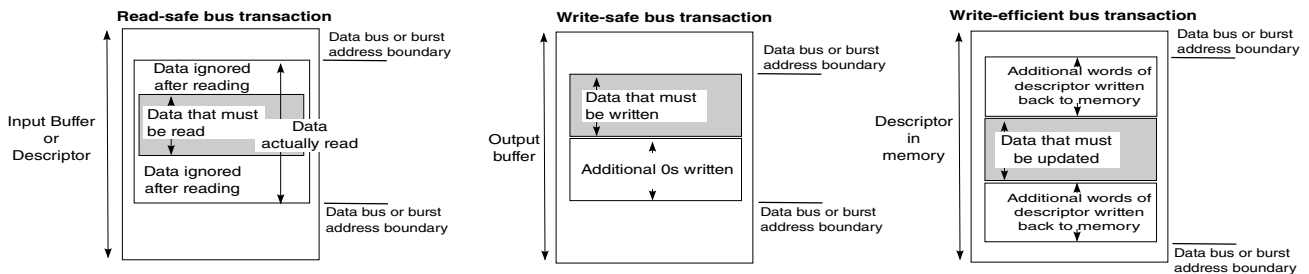 Read-safe bus transaction
Data bus or burst
address boundary
Data ignored
after reading
Data that must
be read
Data
actually read
Data ignored
after reading
Input Buffer
or
Descriptor
Data bus or burst
address boundary
Write-safe bus transaction
Data bus or burst
address boundary
Data that must
be written
Output
buffer
Additional 0s written
Data bus or burst
address boundary
Write-efficient bus transaction
Data bus or burst
address boundary
Additional words of
descriptor written
back to memory
Descriptor
in
memory
Data that must
be updated
Additional words of
descriptor written
back to memory
Data bus or burst
address boundary